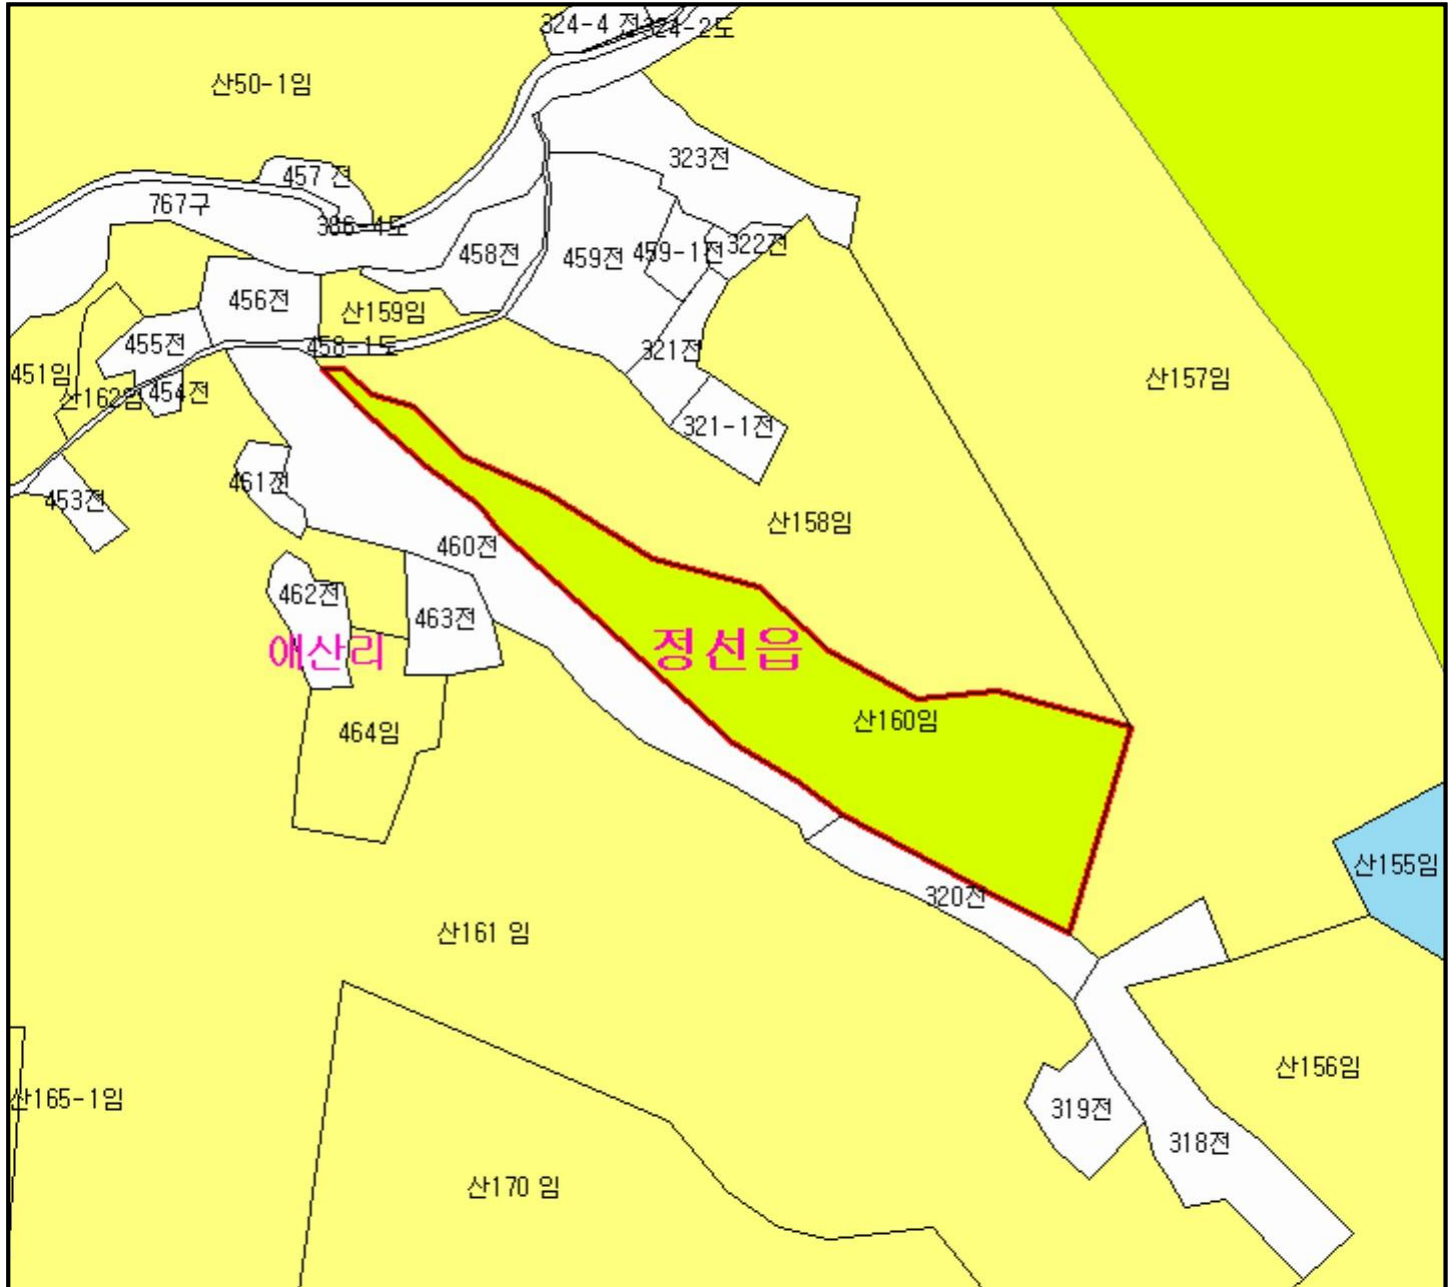 324-4 전
324-2도
산50-1임
323전
457 전
767구
386-4도
458전
459전
459-1전
322전
456전
산159임
455전
458-1도
321전
451임
산162임
454전
산157임
321-1전
461전
453전
산158임
460전
462전
463전
애산리
정선읍
464임
산160임
산155임
320전
산161 임
산156임
산165-1임
319전
318전
산170 임